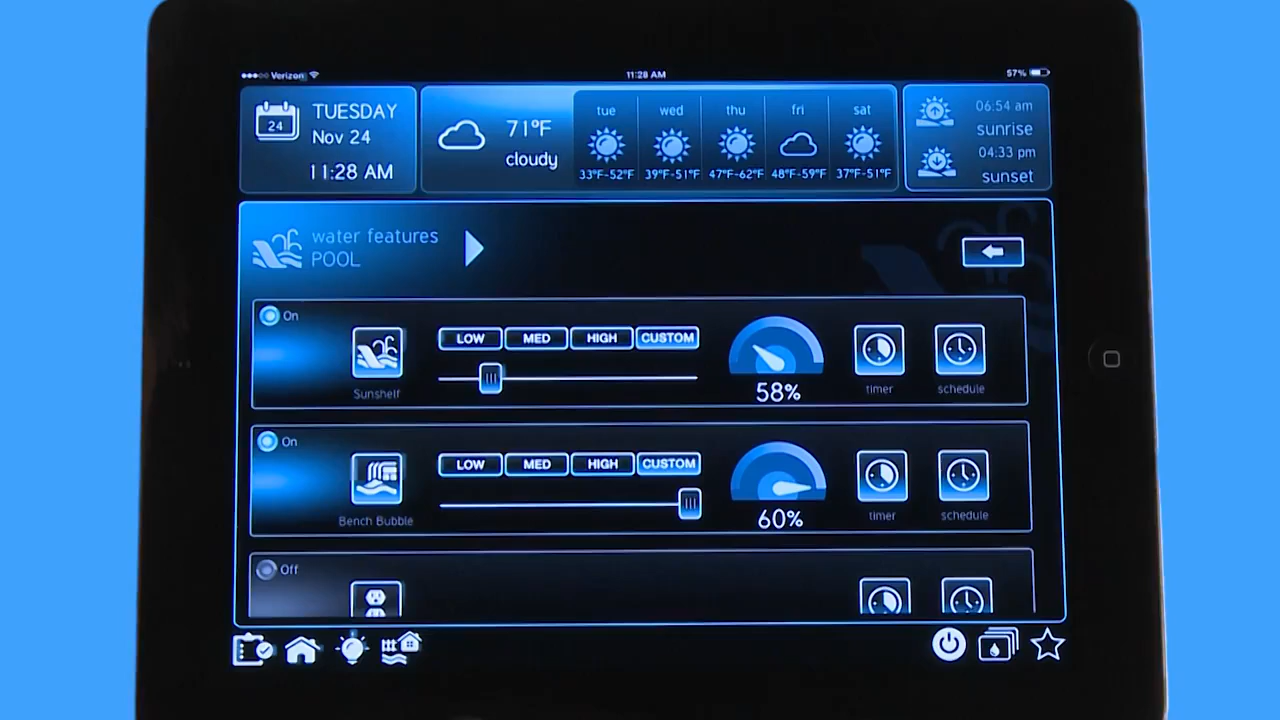 Verizon 11:28 AM 57%
TUESDAY
Nov 24
11:28 AM
24
71°F
cloudy
tue wed thu fri sat
33°F-52°F 39°F-51°F 47°F-62°F 48°F-59°F 37°F-51°F
06:54 am
sunrise
04:33 pm
sunset
water features
POOL
On
LOW MED HIGH CUSTOM
Sunshelf
58%
timer
schedule
On
LOW MED HIGH CUSTOM
Bench Bubble
60%
timer
schedule
Off